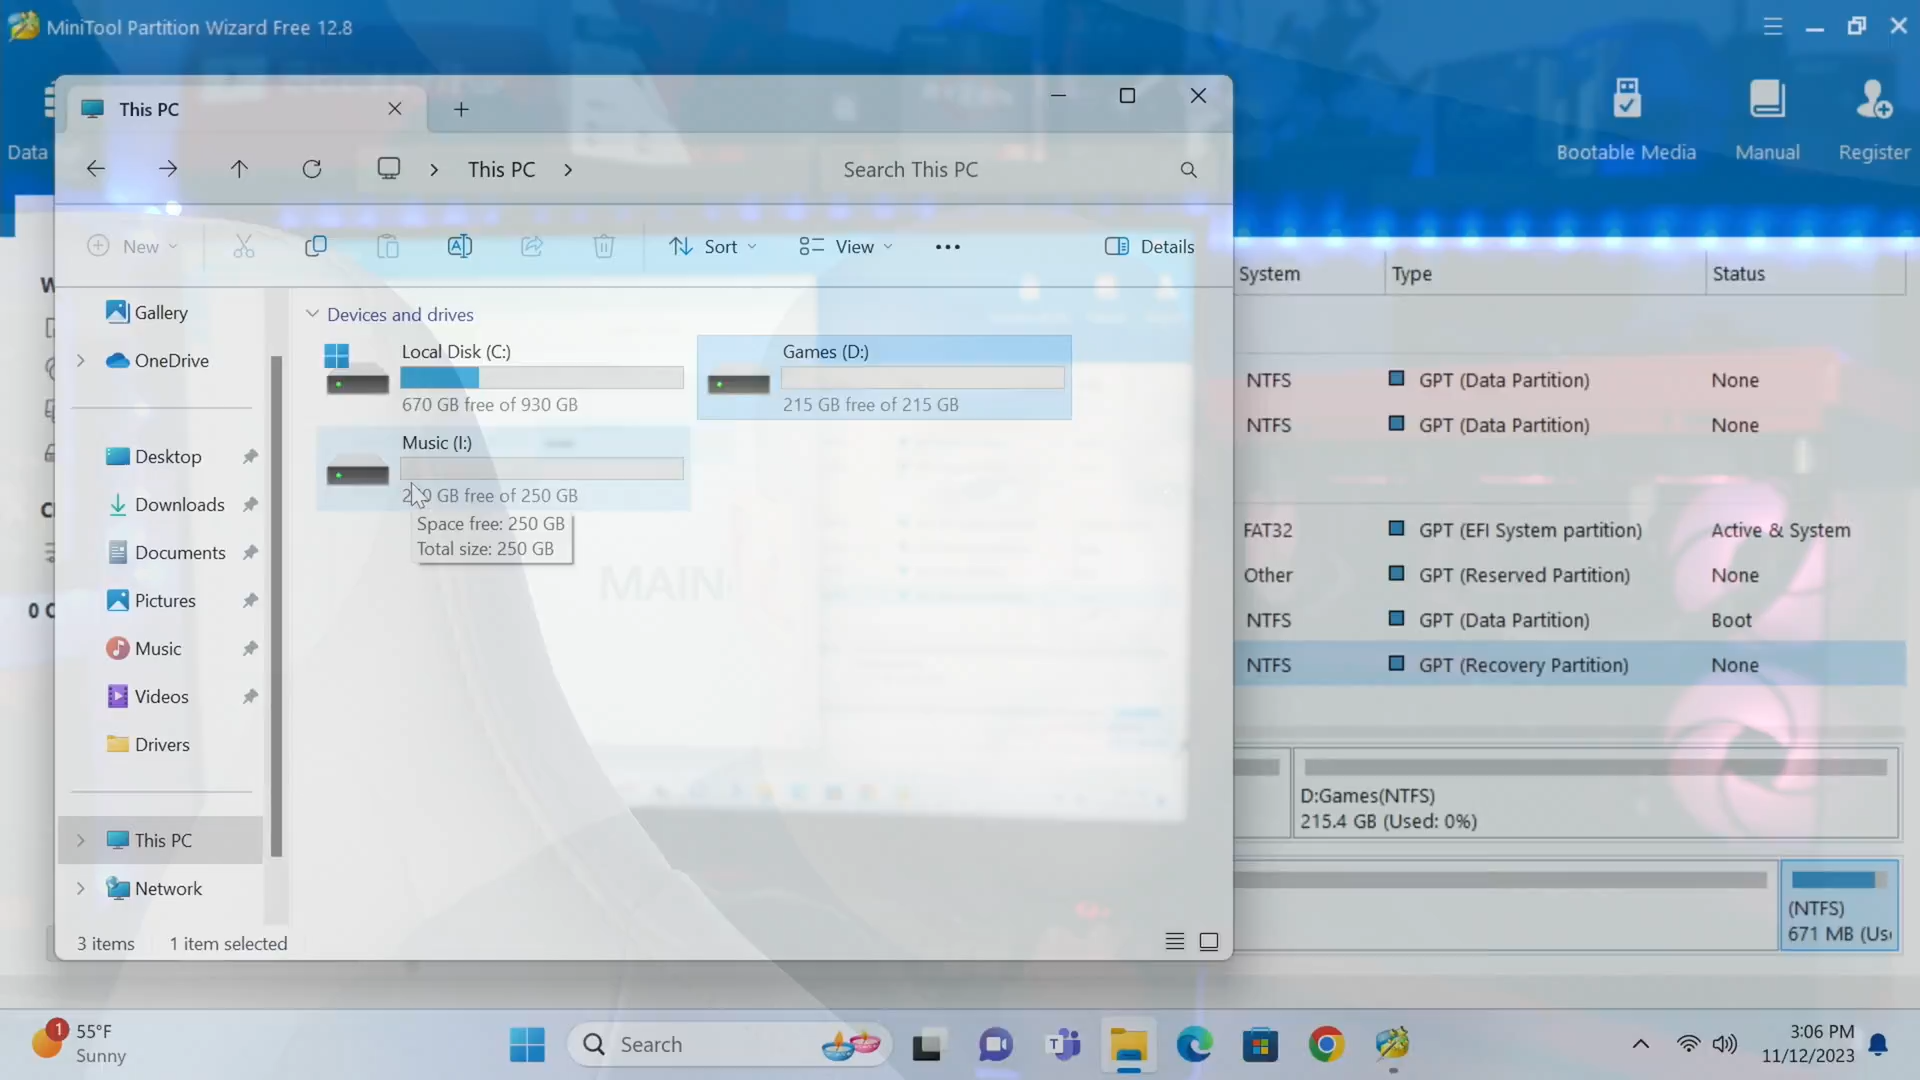 MiniTool Partition Wizard Free 12.8
Data
Bootable Media
Manual
Register
This PC
This PC
Search This PC
New
Sort
View
Details
System
Type
Status
Gallery
OneDrive
Desktop
Downloads
Documents
Pictures
Music
Videos
Drivers
This PC
Network
Devices and drives
Local Disk (C:)
670 GB free of 930 GB
Games (D:)
215 GB free of 215 GB
Music (I:)
GB free of 250 GB
Space free: 250 GB
Total size: 250 GB
MAIN
NTFS GPT (Data Partition) None
NTFS GPT (Data Partition) None
FAT32 GPT (EFI System partition) Active & System
Other GPT (Reserved Partition) None
NTFS GPT (Data Partition) Boot
NTFS GPT (Recovery Partition) None
D:Games(NTFS)
215.4 GB (Used: 0%)
(NTFS)
671 MB (Us
3 items
1 item selected
1
55°F
Sunny
Search
3:06 PM
11/12/2023